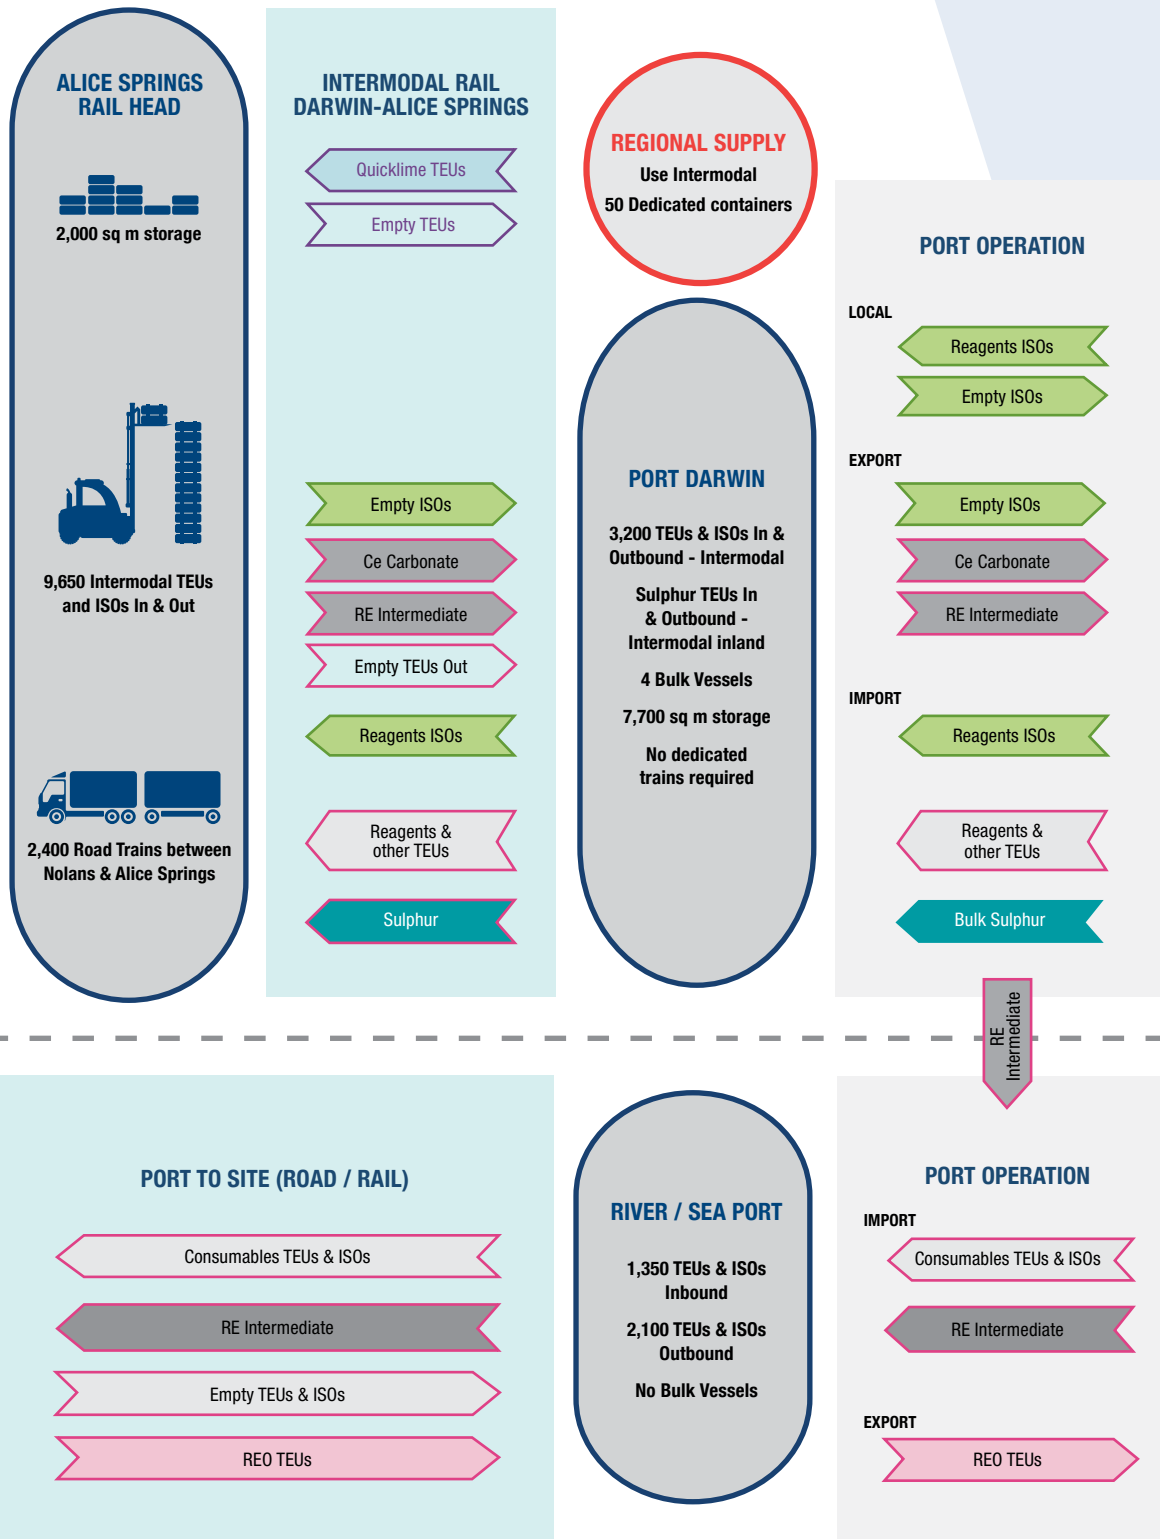 ALICE SPRINGS
RAIL HEAD
2,000 sq m storage
9,650 Intermodal TEUs
and ISOs In & Out
2,400 Road Trains between
Nolans & Alice Springs
INTERMODAL RAIL
DARWIN-ALICE SPRINGS
Quicklime TEUs
Empty TEUs
Empty ISOs
Ce Carbonate
RE Intermediate
Empty TEUs Out
Reagents ISOs
Reagents &
other TEUs
Sulphur
REGIONAL SUPPLY
Use Intermodal
50 Dedicated containers
PORT DARWIN
3,200 TEUs & ISOs In &
Outbound - Intermodal
Sulphur TEUs In
& Outbound -
Intermodal inland
4 Bulk Vessels
7,700 sq m storage
No dedicated
trains required
PORT OPERATION
LOCAL
Reagents ISOs
Empty ISOs
EXPORT
Empty ISOs
Ce Carbonate
RE Intermediate
IMPORT
Reagents ISOs
Reagents &
other TEUs
Bulk Sulphur
RE
Intermediate
PORT TO SITE (ROAD / RAIL)
Consumables TEUs & ISOs
RE Intermediate
Empty TEUs & ISOs
REO TEUs
RIVER / SEA PORT
1,350 TEUs & ISOs
Inbound
2,100 TEUs & ISOs
Outbound
No Bulk Vessels
PORT OPERATION
IMPORT
Consumables TEUs & ISOs
RE Intermediate
EXPORT
REO TEUs